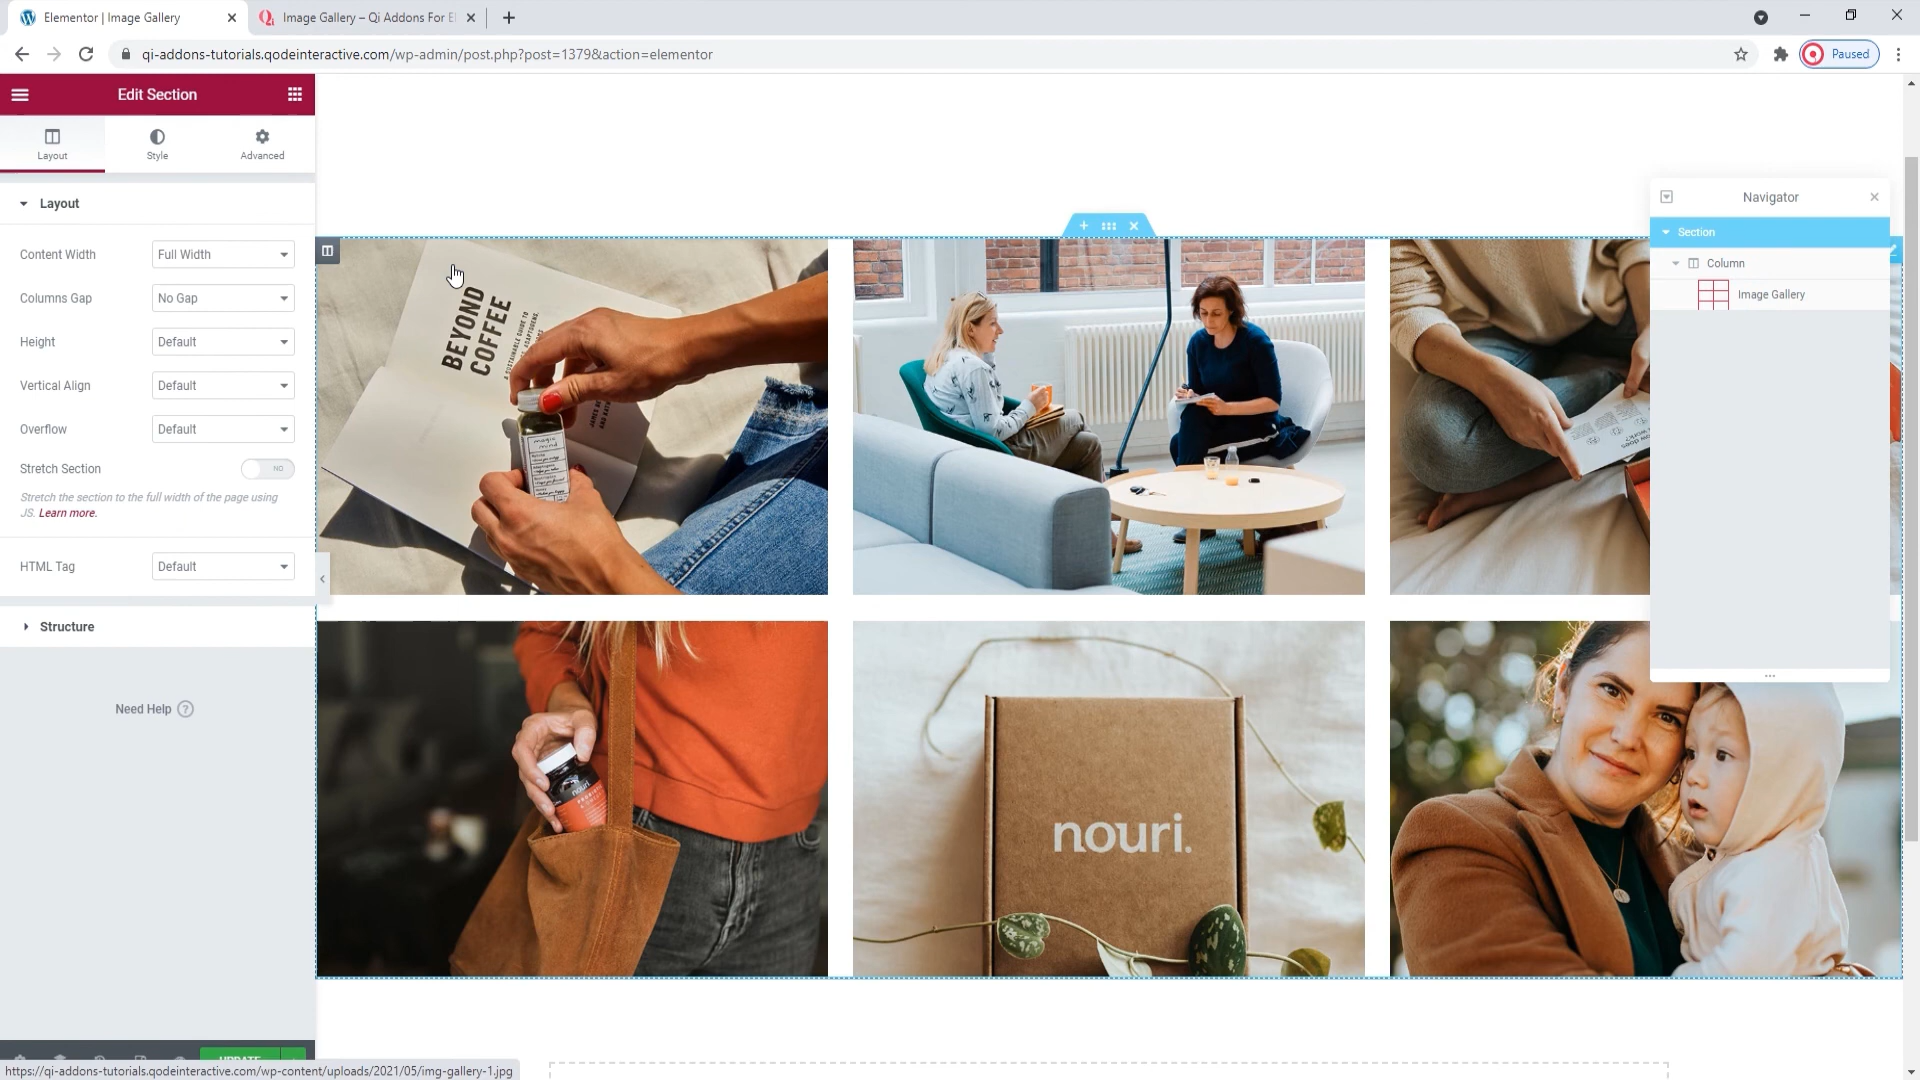 Elementor | Image Gallery
Image Gallery – Qi Addons For El
qi-addons-tutorials.qodeinteractive.com/wp-admin/post.php?post=1379&action=elementor
Paused
Edit Section
Layout
Style
Advanced
Layout
Content Width
Full Width
Columns Gap
No Gap
Height
Default
Vertical Align
Default
Overflow
Default
Stretch Section
NO
Stretch the section to the full width of the page using
JS. Learn more.
HTML Tag
Default
Structure
Need Help
UPDATE
https://qi-addons-tutorials.qodeinteractive.com/wp-content/uploads/2021/05/img-gallery-1.jpg
BEYOND
COFFEE
magic
mind
nouri.
nouri.
Navigator
Section
Column
Image Gallery